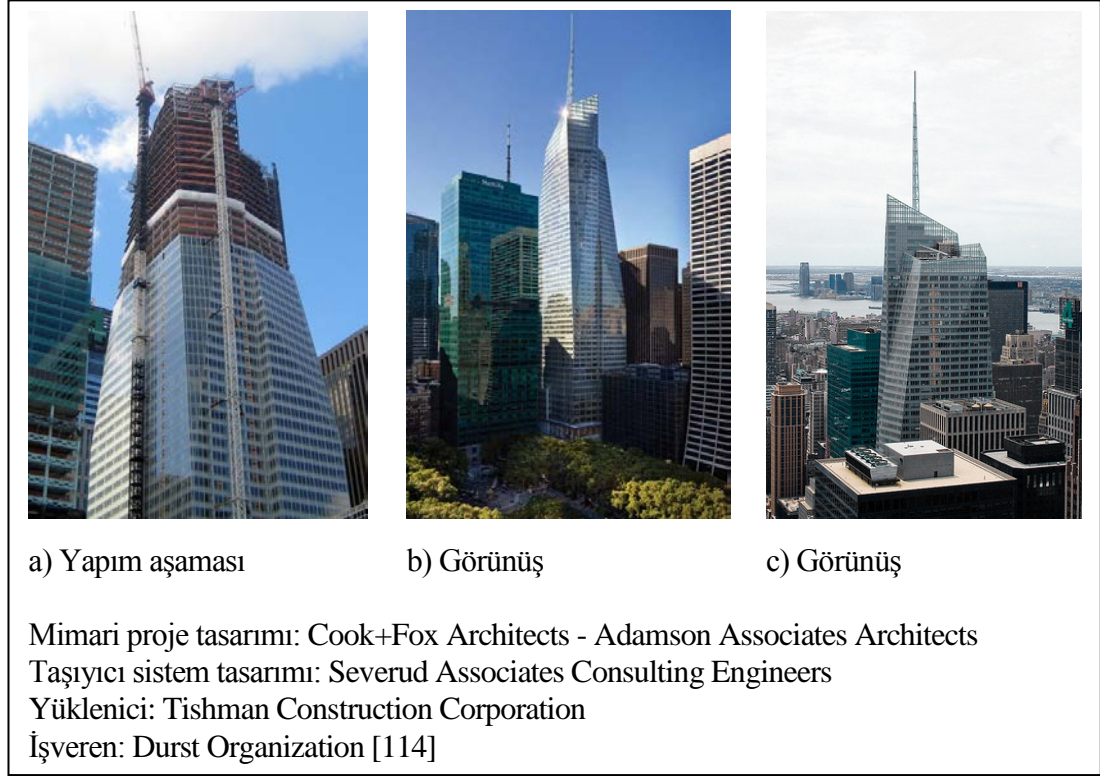 MetLife
a) Yapım aşaması
b) Görünüş
c) Görünüş
Mimari proje tasarımı: Cook+Fox Architects - Adamson Associates Architects
Taşıyıcı sistem tasarımı: Severud Associates Consulting Engineers
Yüklenici: Tishman Construction Corporation
İşveren: Durst Organization [114]